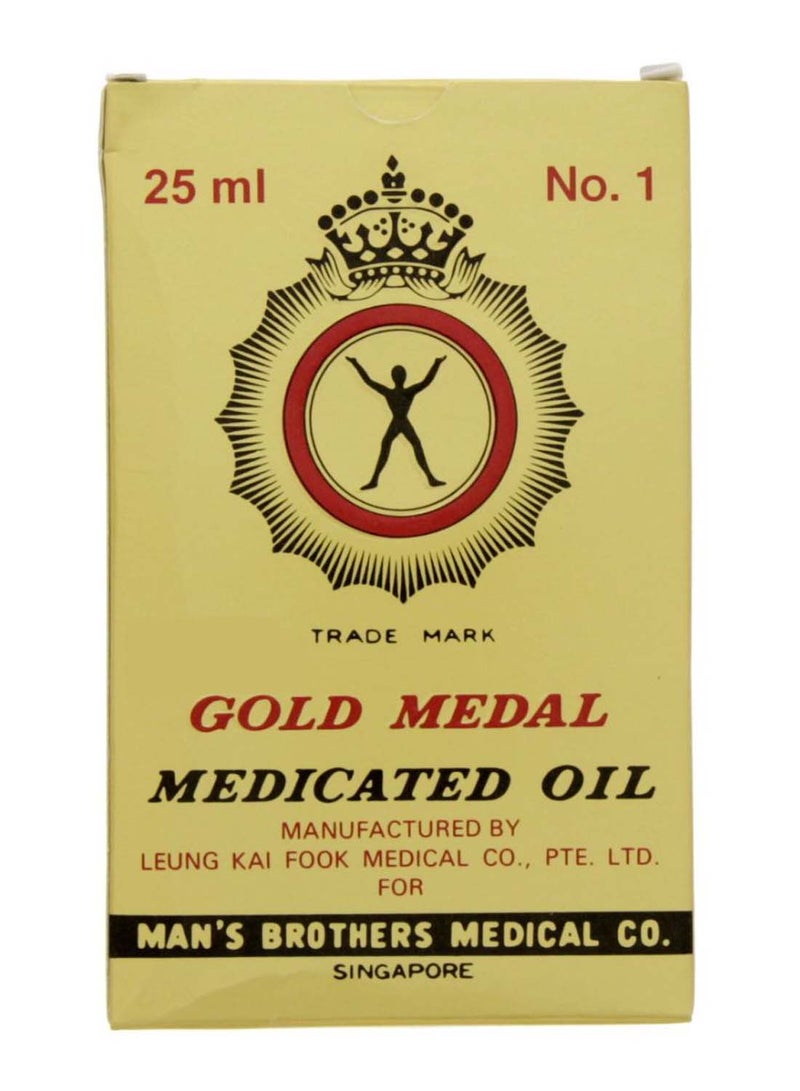 25 ml
No. 1
TRADE MARK
GOLD MEDAL
MEDICATED OIL
MANUFACTURED BY
LEUNG KAI FOOK MEDICAL CO., PTE. LTD.
FOR
MAN'S BROTHERS MEDICAL CO.
SINGAPORE